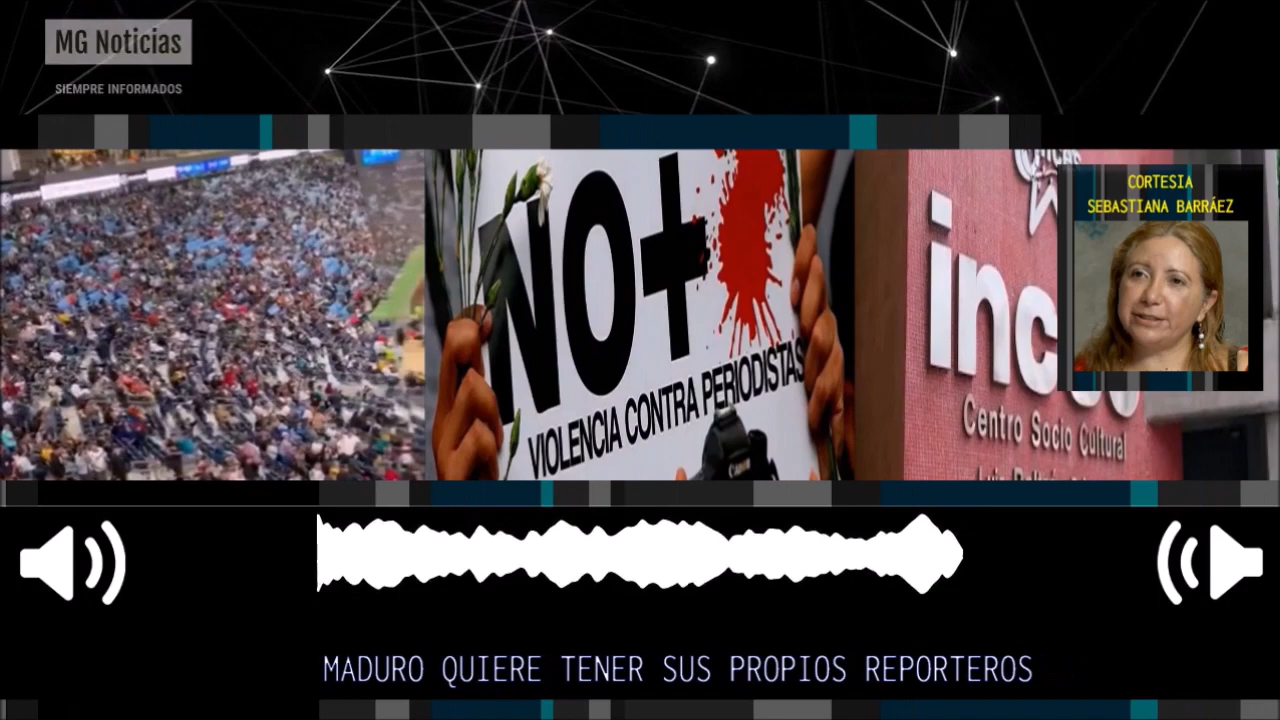 MG Noticias
SIEMPRE INFORMADOS
CORTESIA
SEBASTIANA BARRÁEZ
NO+
VIOLENCIA CONTRA PERIODISTAS
Canon
inc
Centro Socio Cultural
MADURO QUIERE TENER SUS PROPIOS REPORTEROS